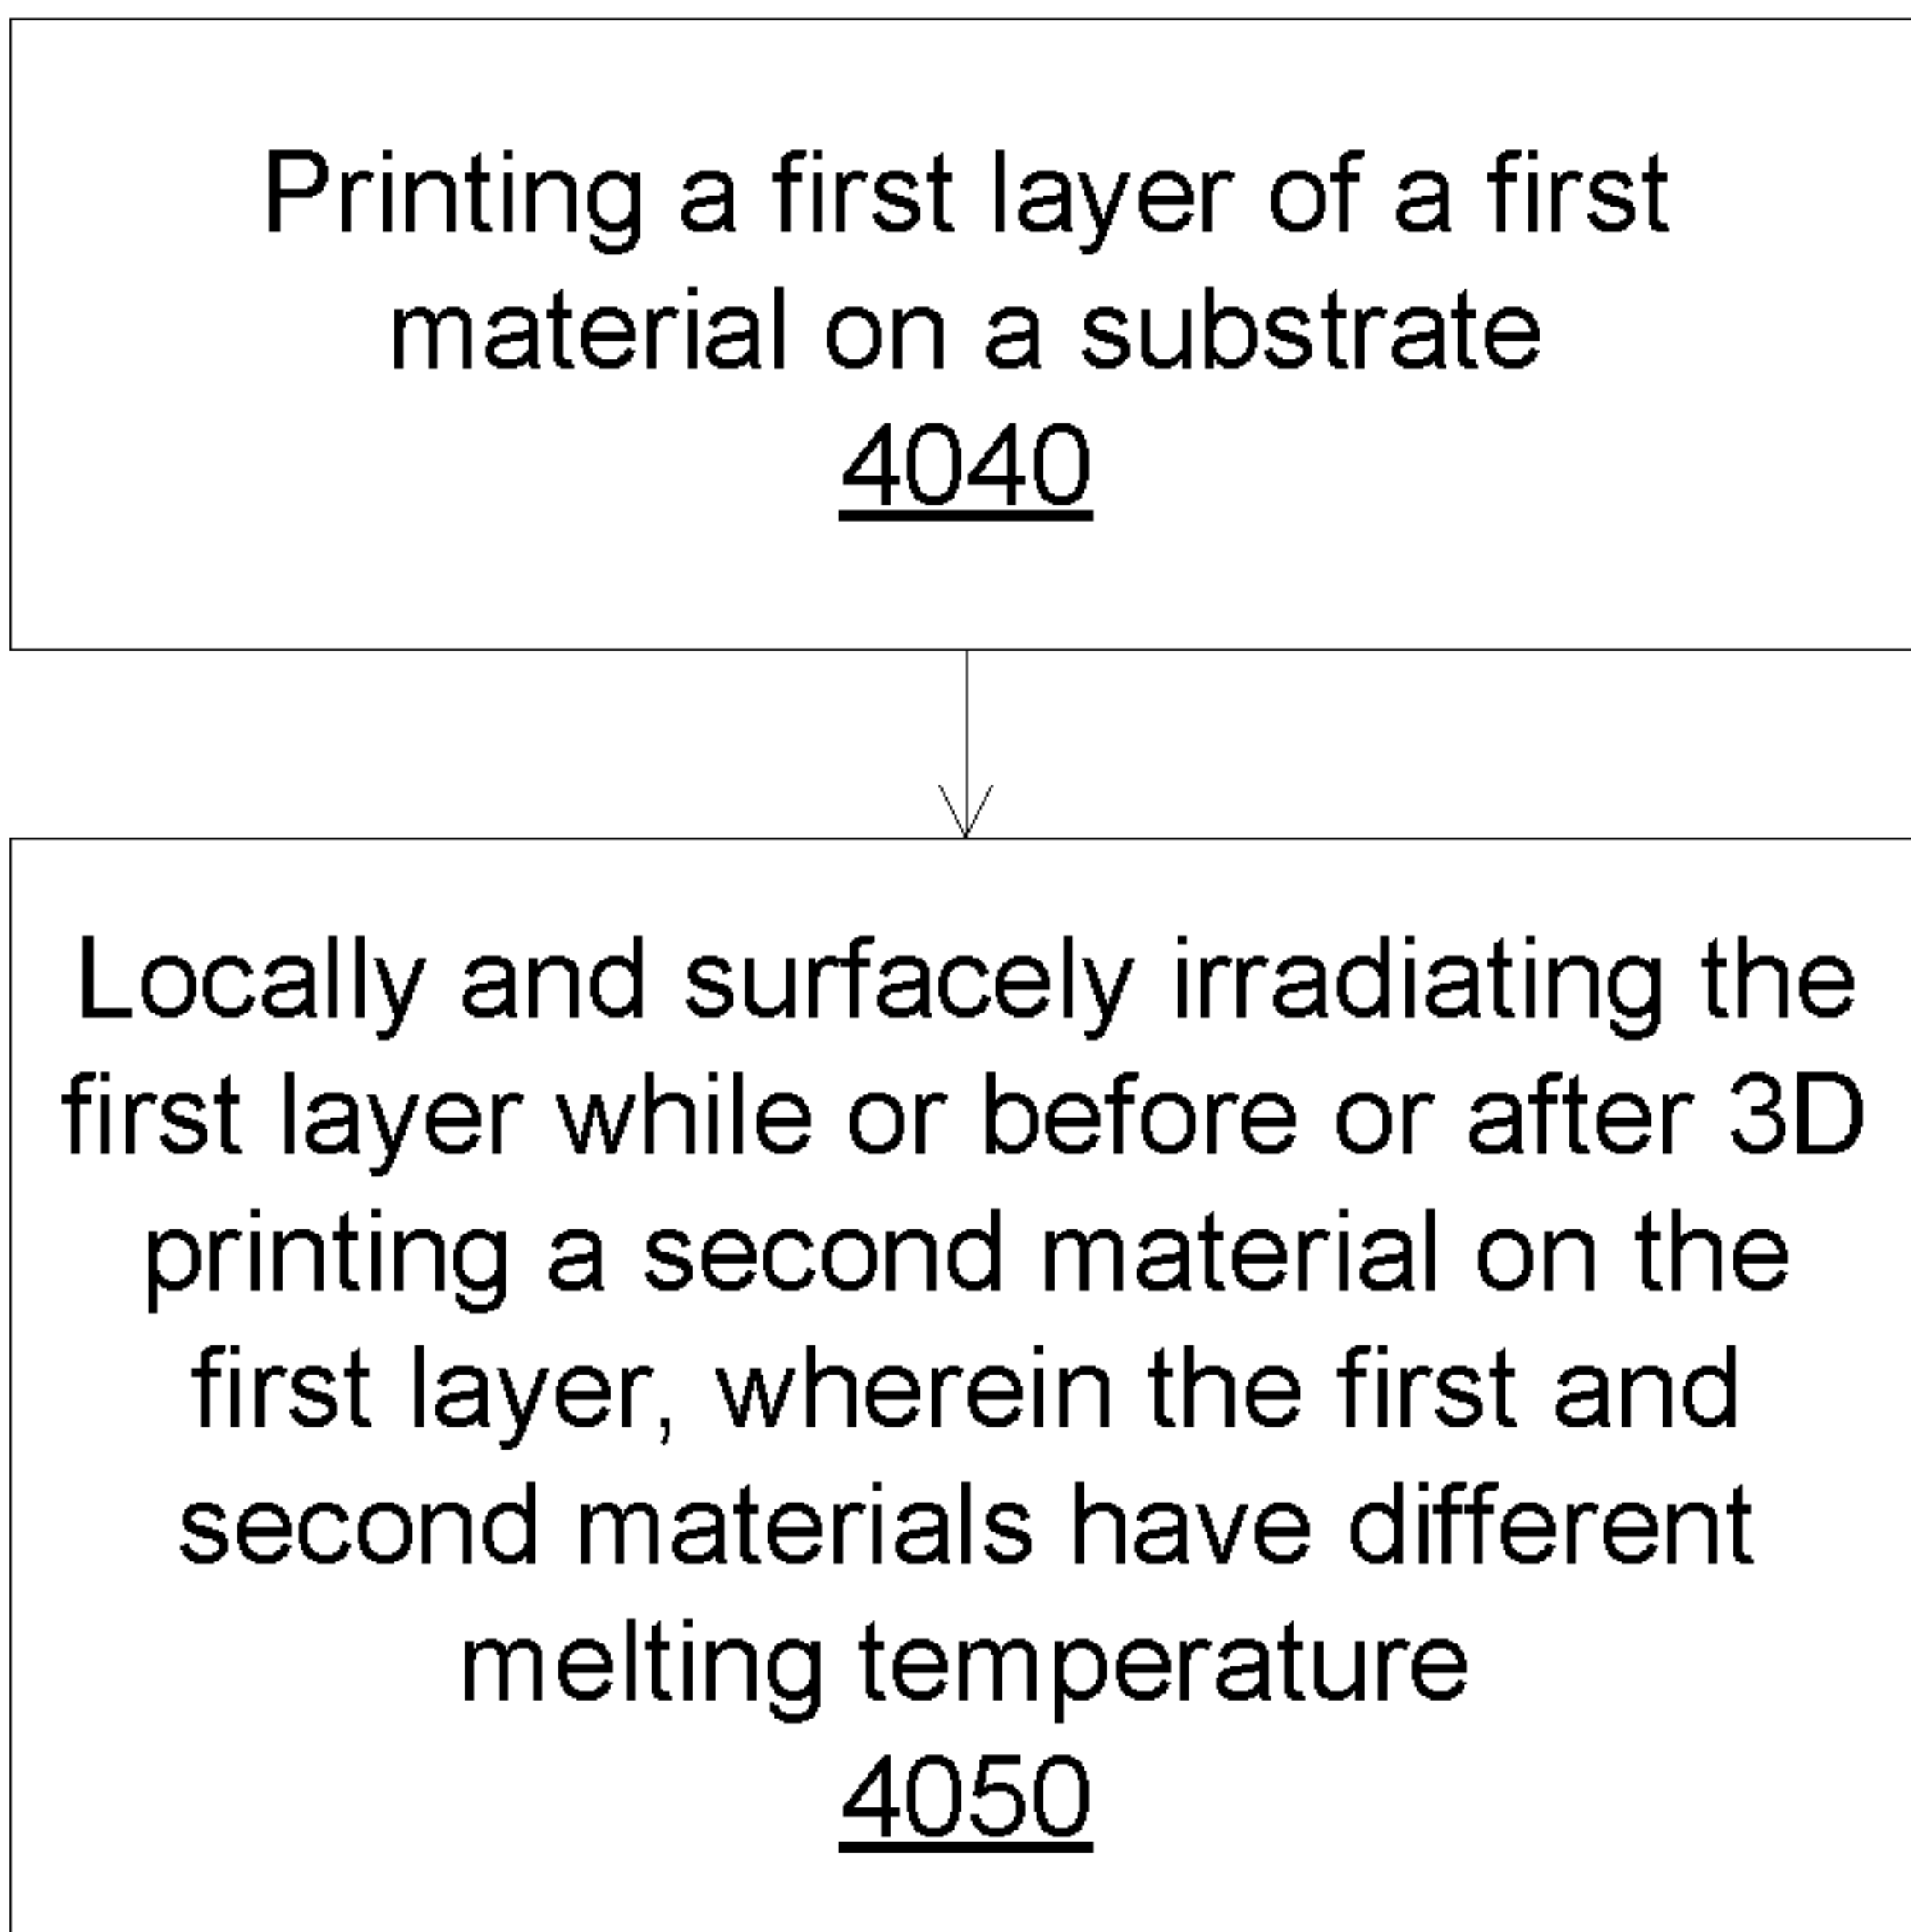 Printing a first layer of a first
material on a substrate
4040
Locally and surfacely irradiating the
first layer while or before or after 3D
printing a second material on the
first layer, wherein the first and
second materials have different
melting temperature
4050